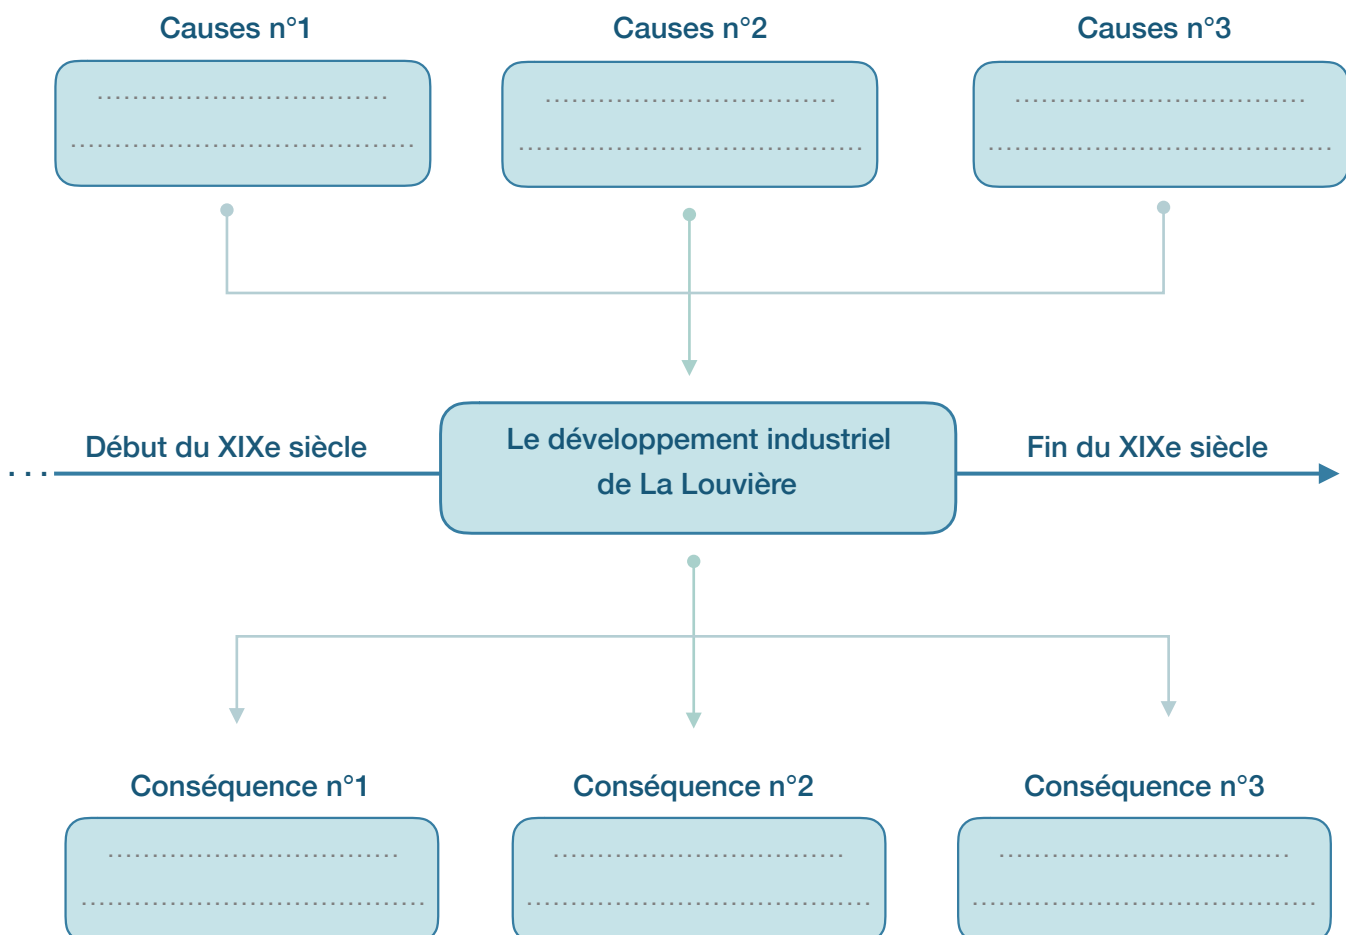 Causes n°1
Causes n°2
Causes n°3
Début du XIXe siècle
Le développement industriel
de La Louvière
Fin du XIXe siècle
Conséquence n°1
Conséquence n°2
Conséquence n°3